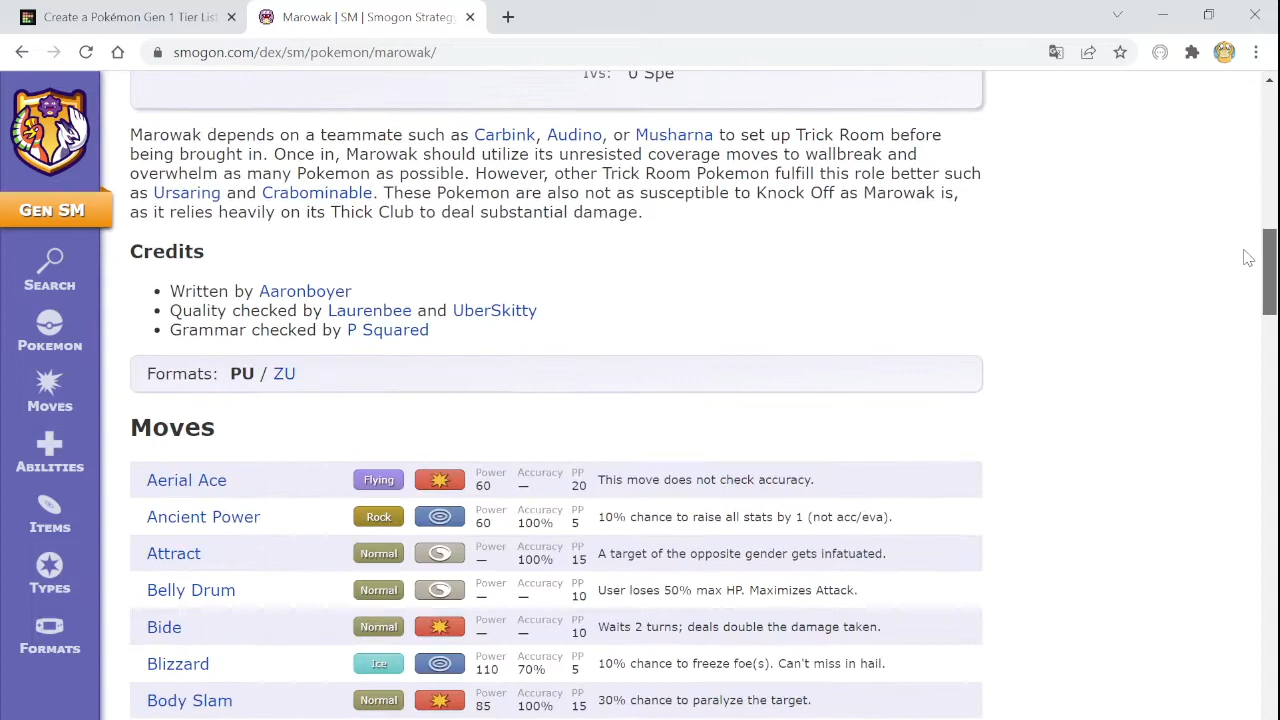 Create a Pokémon Gen 1 Tier List
Marowak | SM | Smogon Strategy
smogon.com/dex/sm/pokemon/marowak/
IVs: 0 Spe
Marowak depends on a teammate such as Carbink, Audino, or Musharna to set up Trick Room before
being brought in. Once in, Marowak should utilize its unresisted coverage moves to wallbreak and
overwhelm as many Pokemon as possible. However, other Trick Room Pokemon fulfill this role better such
as Ursaring and Crabominable. These Pokemon are also not as susceptible to Knock Off as Marowak is,
as it relies heavily on its Thick Club to deal substantial damage.
GEN SM
SEARCH
POKEMON
MOVES
ABILITIES
ITEMS
TYPES
FORMATS
Credits
• Written by Aaronboyer
• Quality checked by Laurenbee and UberSkitty
• Grammar checked by P Squared
Formats: PU / ZU
Moves
Aerial Ace Flying Power 60 Accuracy — PP 20 This move does not check accuracy.
Ancient Power Rock Power 60 Accuracy 100% PP 5 10% chance to raise all stats by 1 (not acc/eva).
Attract Normal Power — Accuracy 100% PP 15 A target of the opposite gender gets infatuated.
Belly Drum Normal Power — Accuracy — PP 10 User loses 50% max HP. Maximizes Attack.
Bide Normal Power — Accuracy — PP 10 Waits 2 turns; deals double the damage taken.
Blizzard Ice Power 110 Accuracy 70% PP 5 10% chance to freeze foe(s). Can't miss in hail.
Body Slam Normal Power 85 Accuracy 100% PP 15 30% chance to paralyze the target.